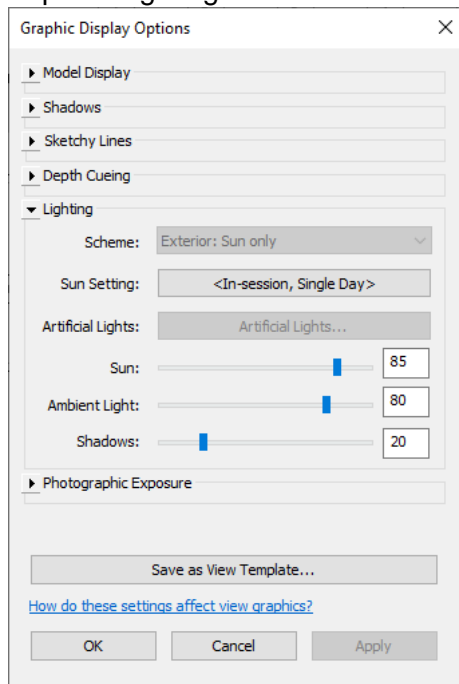 Graphic Display Options
Model Display
Shadows
Sketchy Lines
Depth Cueing
Lighting
Scheme: Exterior: Sun only
Sun Setting: <In-session, Single Day>
Artificial Lights: Artificial Lights...
Sun: 85
Ambient Light: 80
Shadows: 20
Photographic Exposure
Save as View Template...
How do these settings affect view graphics?
OK Cancel Apply